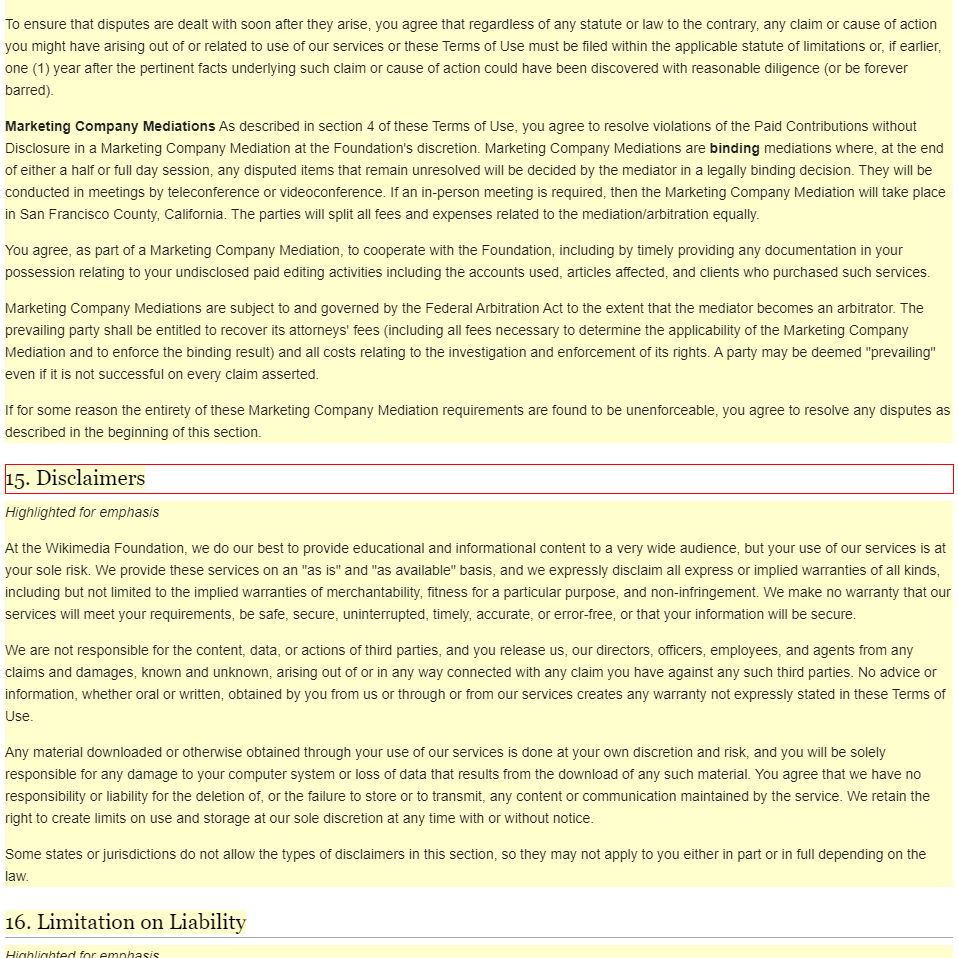 To ensure that disputes are dealt with soon after they arise, you agree that regardless of any statute or law to the contrary, any claim or cause of action
you might have arising out of or related to use of our services or these Terms of Use must be filed within the applicable statute of limitations or, if earlier,
one (1) year after the pertinent facts underlying such claim or cause of action could have been discovered with reasonable diligence (or be forever
barred).
Marketing Company Mediations As described in section 4 of these Terms of Use, you agree to resolve violations of the Paid Contributions without
Disclosure in a Marketing Company Mediation at the Foundation's discretion. Marketing Company Mediations are binding mediations where, at the end
of either a half or full day session, any disputed items that remain unresolved will be decided by the mediator in a legally binding decision. They will be
conducted in meetings by teleconference or videoconference. If an in-person meeting is required, then the Marketing Company Mediation will take place
in San Francisco County, California. The parties will split all fees and expenses related to the mediation/arbitration equally.
You agree, as part of a Marketing Company Mediation, to cooperate with the Foundation, including by timely providing any documentation in your
possession relating to your undisclosed paid editing activities including the accounts used, articles affected, and clients who purchased such services.
Marketing Company Mediations are subject to and governed by the Federal Arbitration Act to the extent that the mediator becomes an arbitrator. The
prevailing party shall be entitled to recover its attorneys' fees (including all fees necessary to determine the applicability of the Marketing Company
Mediation and to enforce the binding result) and all costs relating to the investigation and enforcement of its rights. A party may be deemed "prevailing"
even if it is not successful on every claim asserted.
If for some reason the entirety of these Marketing Company Mediation requirements are found to be unenforceable, you agree to resolve any disputes as
described in the beginning of this section.
15. Disclaimers
Highlighted for emphasis
At the Wikimedia Foundation, we do our best to provide educational and informational content to a very wide audience, but your use of our services is at
your sole risk. We provide these services on an "as is" and "as available" basis, and we expressly disclaim all express or implied warranties of all kinds,
including but not limited to the implied warranties of merchantability, fitness for a particular purpose, and non-infringement. We make no warranty that our
services will meet your requirements, be safe, secure, uninterrupted, timely, accurate, or error-free, or that your information will be secure.
We are not responsible for the content, data, or actions of third parties, and you release us, our directors, officers, employees, and agents from any
claims and damages, known and unknown, arising out of or in any way connected with any claim you have against any such third parties. No advice or
information, whether oral or written, obtained by you from us or through or from our services creates any warranty not expressly stated in these Terms of
Use.
Any material downloaded or otherwise obtained through your use of our services is done at your own discretion and risk, and you will be solely
responsible for any damage to your computer system or loss of data that results from the download of any such material. You agree that we have no
responsibility or liability for the deletion of, or the failure to store or to transmit, any content or communication maintained by the service. We retain the
right to create limits on use and storage at our sole discretion at any time with or without notice.
Some states or jurisdictions do not allow the types of disclaimers in this section, so they may not apply to you either in part or in full depending on the
law.
16. Limitation on Liability
Highlighted for emphasis